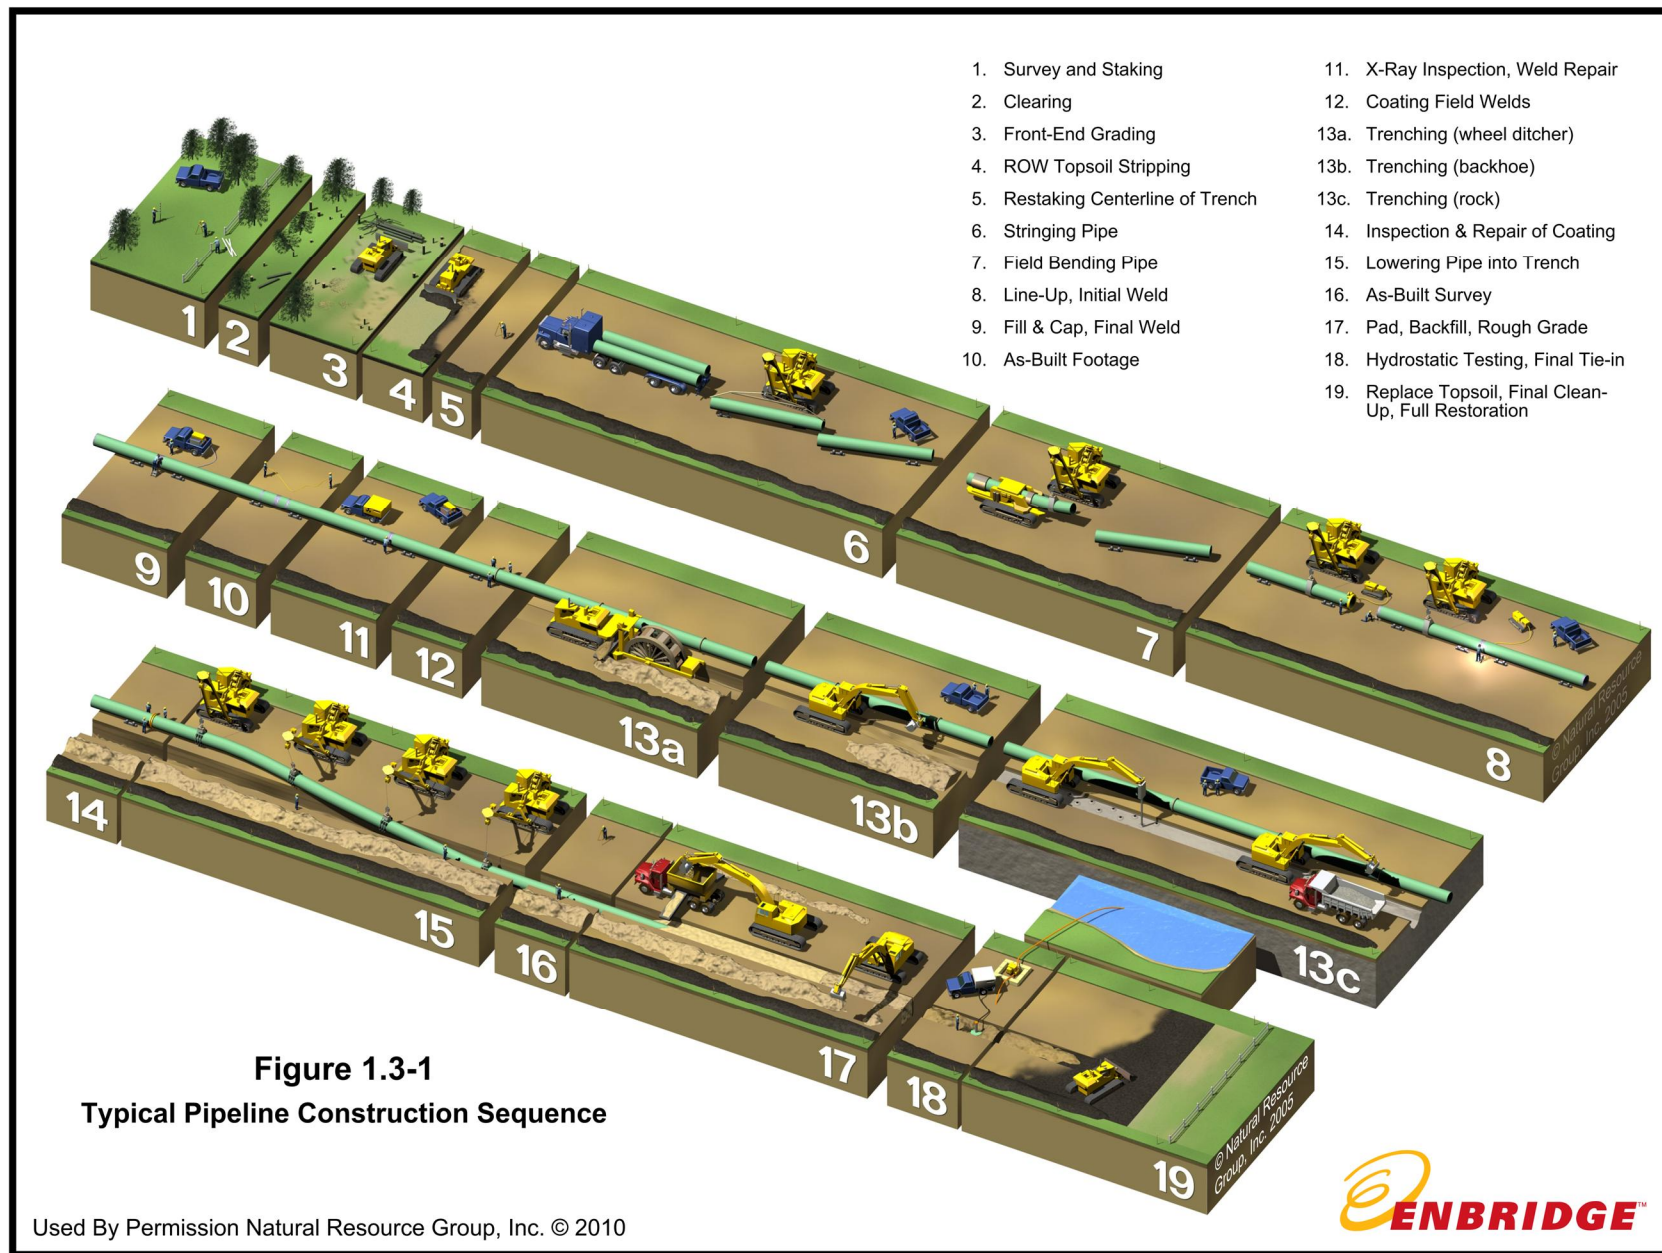 1. Survey and Staking
2. Clearing
3. Front-End Grading
4. ROW Topsoil Stripping
5. Restaking Centerline of Trench
6. Stringing Pipe
7. Field Bending Pipe
8. Line-Up, Initial Weld
9. Fill & Cap, Final Weld
10. As-Built Footage
11. X-Ray Inspection, Weld Repair
12. Coating Field Welds
13a. Trenching (wheel ditcher)
13b. Trenching (backhoe)
13c. Trenching (rock)
14. Inspection & Repair of Coating
15. Lowering Pipe into Trench
16. As-Built Survey
17. Pad, Backfill, Rough Grade
18. Hydrostatic Testing, Final Tie-in
19. Replace Topsoil, Final Clean-
Up, Full Restoration
1
2
3
4
5
6
7
8
© Natural Resource
Group, Inc. 2005
9
10
11
12
13a
13b
13c
14
15
16
17
18
19
© Natural Resource
Group, Inc. 2005
Figure 1.3-1
Typical Pipeline Construction Sequence
Used By Permission Natural Resource Group, Inc. © 2010
ENBRIDGE™